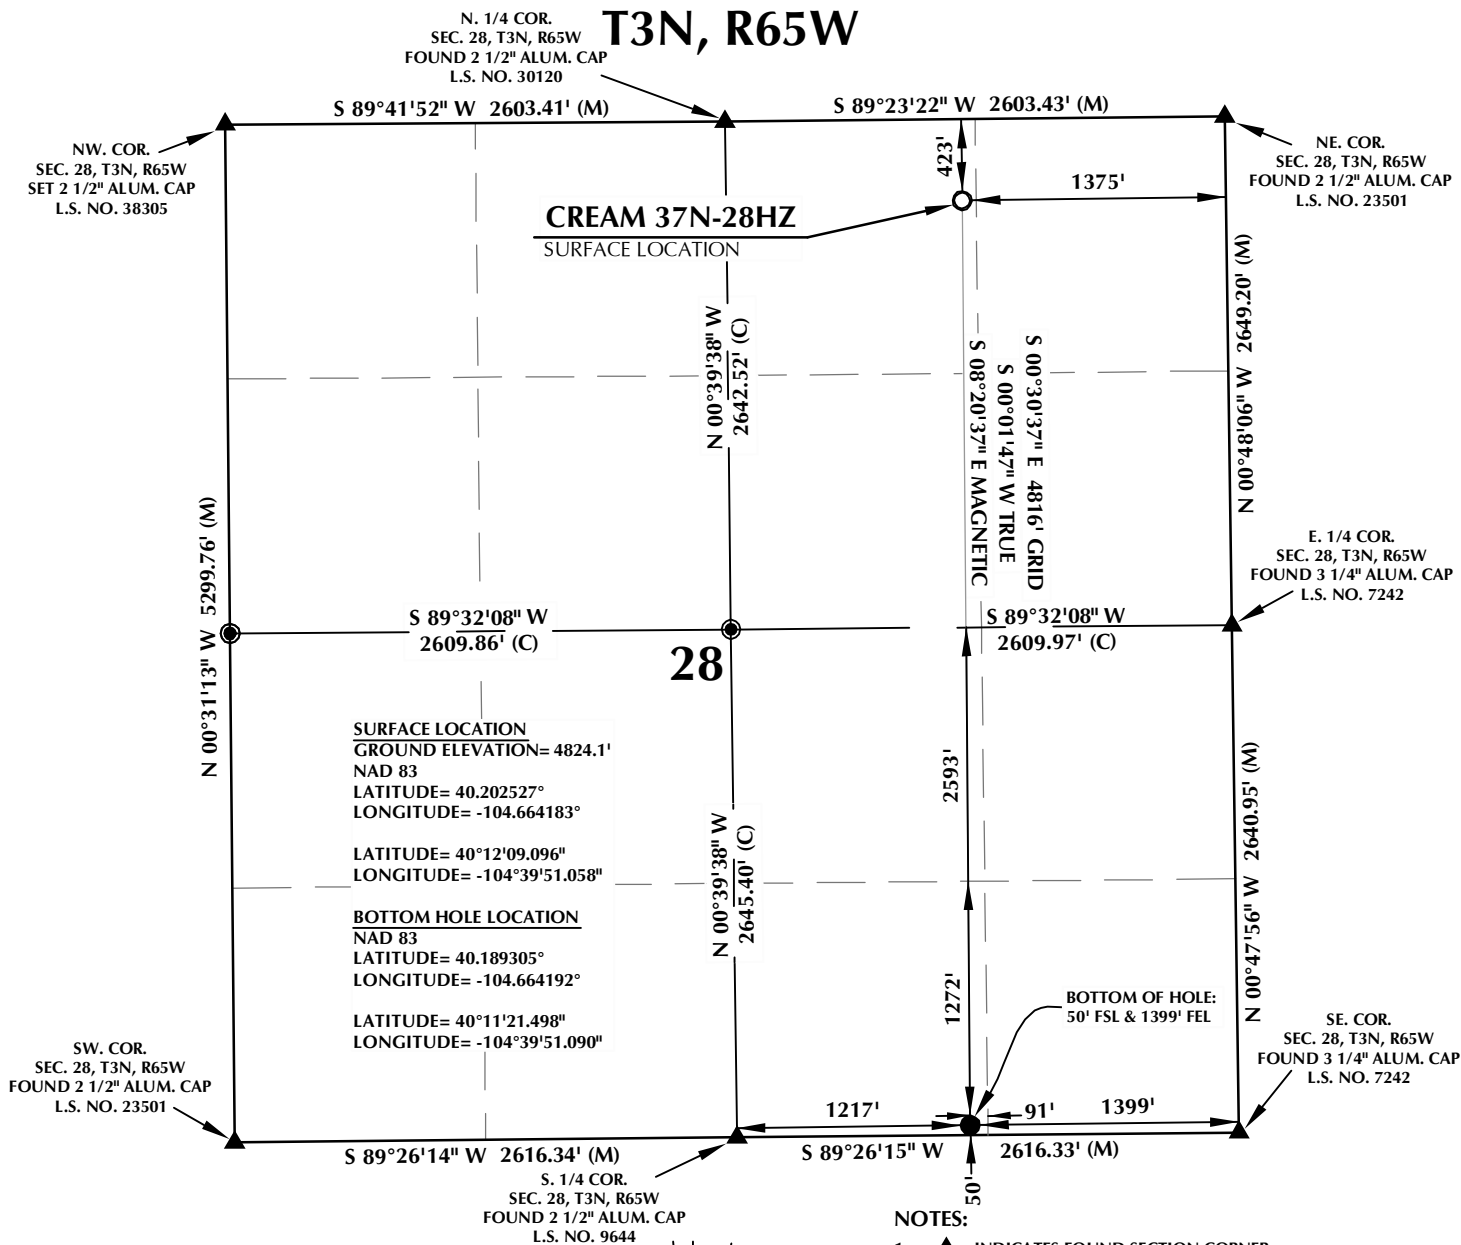 T3N, R65W
N. 1/4 COR.
SEC. 28, T3N, R65W
FOUND 2 1/2" ALUM. CAP
L.S. NO. 30120
S 89°41'52" W 2603.41' (M)
S 89°23'22" W 2603.43' (M)
NW. COR.
SEC. 28, T3N, R65W
SET 2 1/2" ALUM. CAP
L.S. NO. 38305
NE. COR.
SEC. 28, T3N, R65W
FOUND 2 1/2" ALUM. CAP
L.S. NO. 23501
423'
1375'
CREAM 37N-28HZ
SURFACE LOCATION
N 00°39'38" W
2642.52' (C)
S 00°30'37" E 4816' GRID
S 00°01'47" W TRUE
S 08°20'37" E MAGNETIC
N 00°48'06" W 2649.20' (M)
N 00°31'13" W 5299.76' (M)
E. 1/4 COR.
SEC. 28, T3N, R65W
FOUND 3 1/4" ALUM. CAP
L.S. NO. 7242
S 89°32'08" W
2609.86' (C)
S 89°32'08" W
2609.97' (C)
28
SURFACE LOCATION
GROUND ELEVATION= 4824.1'
NAD 83
LATITUDE= 40.202527°
LONGITUDE= -104.664183°
LATITUDE= 40°12'09.096"
LONGITUDE= -104°39'51.058"
BOTTOM HOLE LOCATION
NAD 83
LATITUDE= 40.189305°
LONGITUDE= -104.664192°
LATITUDE= 40°11'21.498"
LONGITUDE= -104°39'51.090"
2593'
N 00°39'38" W
2645.40' (C)
1272'
N 00°47'56" W 2640.95' (M)
BOTTOM OF HOLE:
50' FSL & 1399' FEL
SW. COR.
SEC. 28, T3N, R65W
FOUND 2 1/2" ALUM. CAP
L.S. NO. 23501
SE. COR.
SEC. 28, T3N, R65W
FOUND 3 1/4" ALUM. CAP
L.S. NO. 7242
1217'
91'
1399'
S 89°26'14" W 2616.34' (M)
S 89°26'15" W 2616.33' (M)
50'
S. 1/4 COR.
SEC. 28, T3N, R65W
FOUND 2 1/2" ALUM. CAP
L.S. NO. 9644
NOTES:
INDICATES FOUND SECTION CORNER